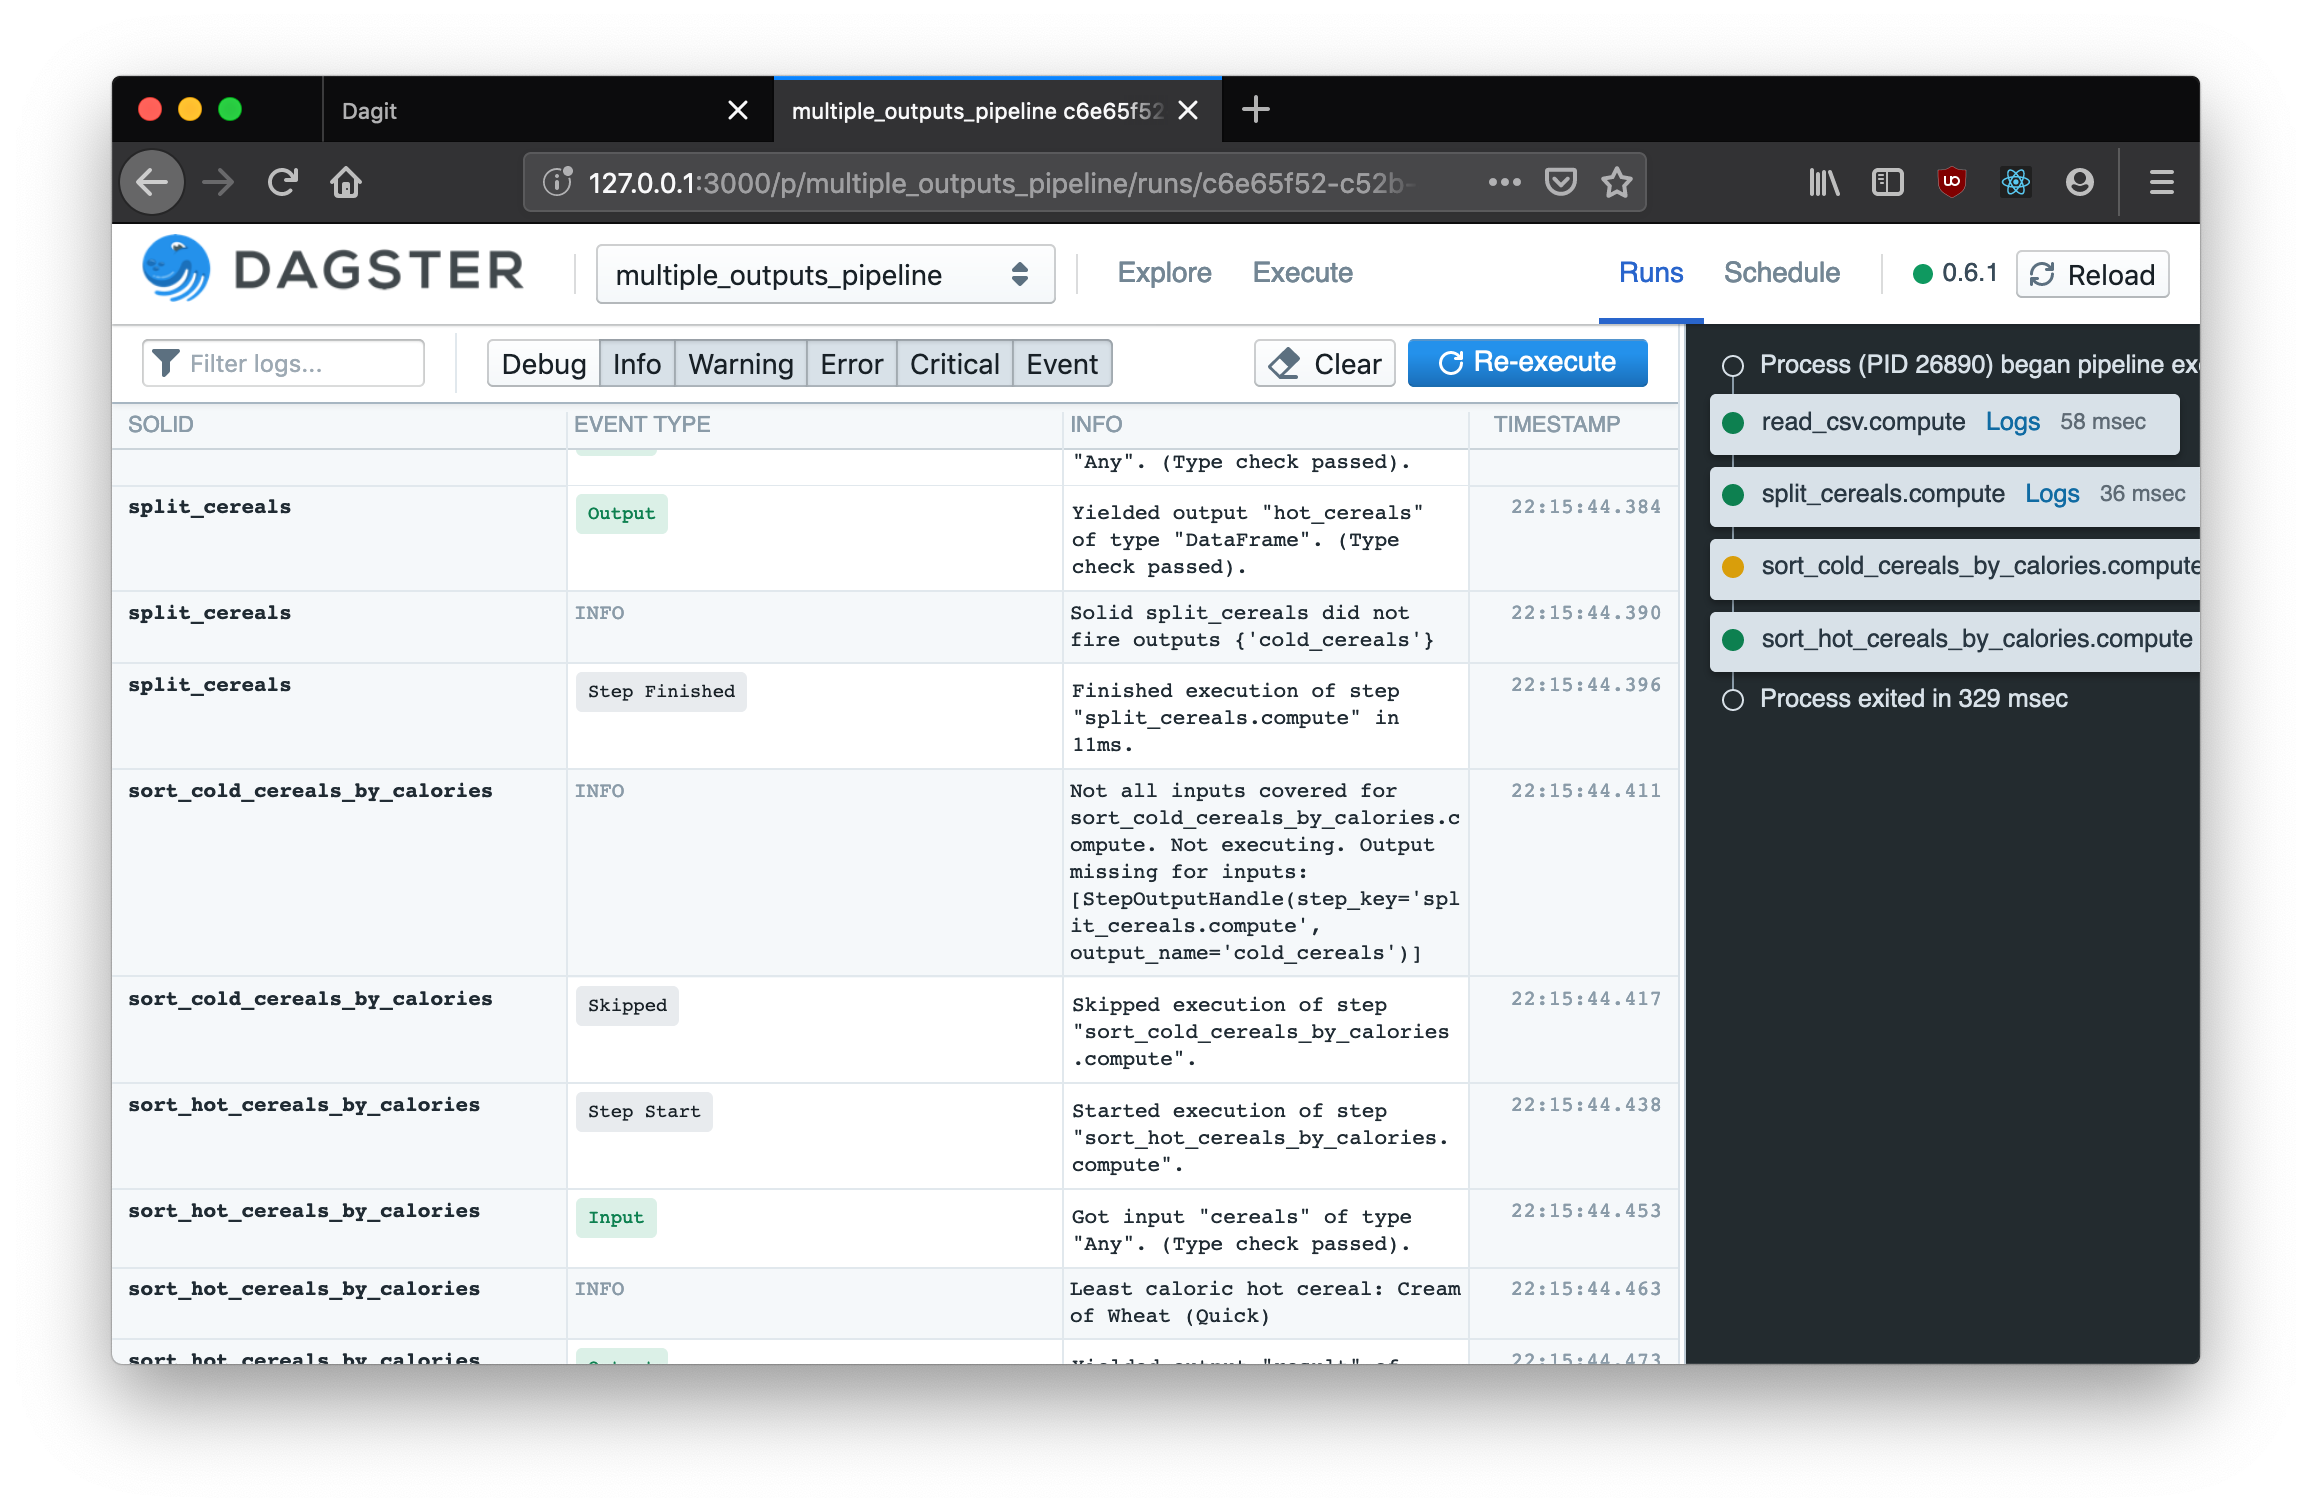 Dagit
multiple_outputs_pipeline c6e65f52
127.0.0.1:3000/p/multiple_outputs_pipeline/runs/c6e65f52-c52b-
DAGSTER
multiple_outputs_pipeline
Explore Execute
Runs Schedule
0.6.1
Reload
Filter logs...
Debug Info Warning Error Critical Event
Clear
Re-execute
SOLID EVENT TYPE INFO TIMESTAMP
"Any". (Type check passed).
split_cereals Output Yielded output "hot_cereals" 22:15:44.384
of type "DataFrame". (Type
check passed).
split_cereals INFO Solid split_cereals did not 22:15:44.390
fire outputs {'cold_cereals'}
split_cereals Step Finished Finished execution of step 22:15:44.396
"split_cereals.compute" in
11ms.
sort_cold_cereals_by_calories INFO Not all inputs covered for 22:15:44.411
sort_cold_cereals_by_calories.c
ompute. Not executing. Output
missing for inputs:
[StepOutputHandle(step_key='spl
it_cereals.compute',
output_name='cold_cereals')]
sort_cold_cereals_by_calories Skipped Skipped execution of step 22:15:44.417
"sort_cold_cereals_by_calories
.compute".
sort_hot_cereals_by_calories Step Start Started execution of step 22:15:44.438
"sort_hot_cereals_by_calories.
compute".
sort_hot_cereals_by_calories Input Got input "cereals" of type 22:15:44.453
"Any". (Type check passed).
sort_hot_cereals_by_calories INFO Least caloric hot cereal: Cream 22:15:44.463
of Wheat (Quick)
sort_hot_cereals_by_calories Output Yielded output "result" of 22:15:44.473
Process (PID 26890) began pipeline ex
read_csv.compute Logs 58 msec
split_cereals.compute Logs 36 msec
sort_cold_cereals_by_calories.compute
sort_hot_cereals_by_calories.compute
Process exited in 329 msec